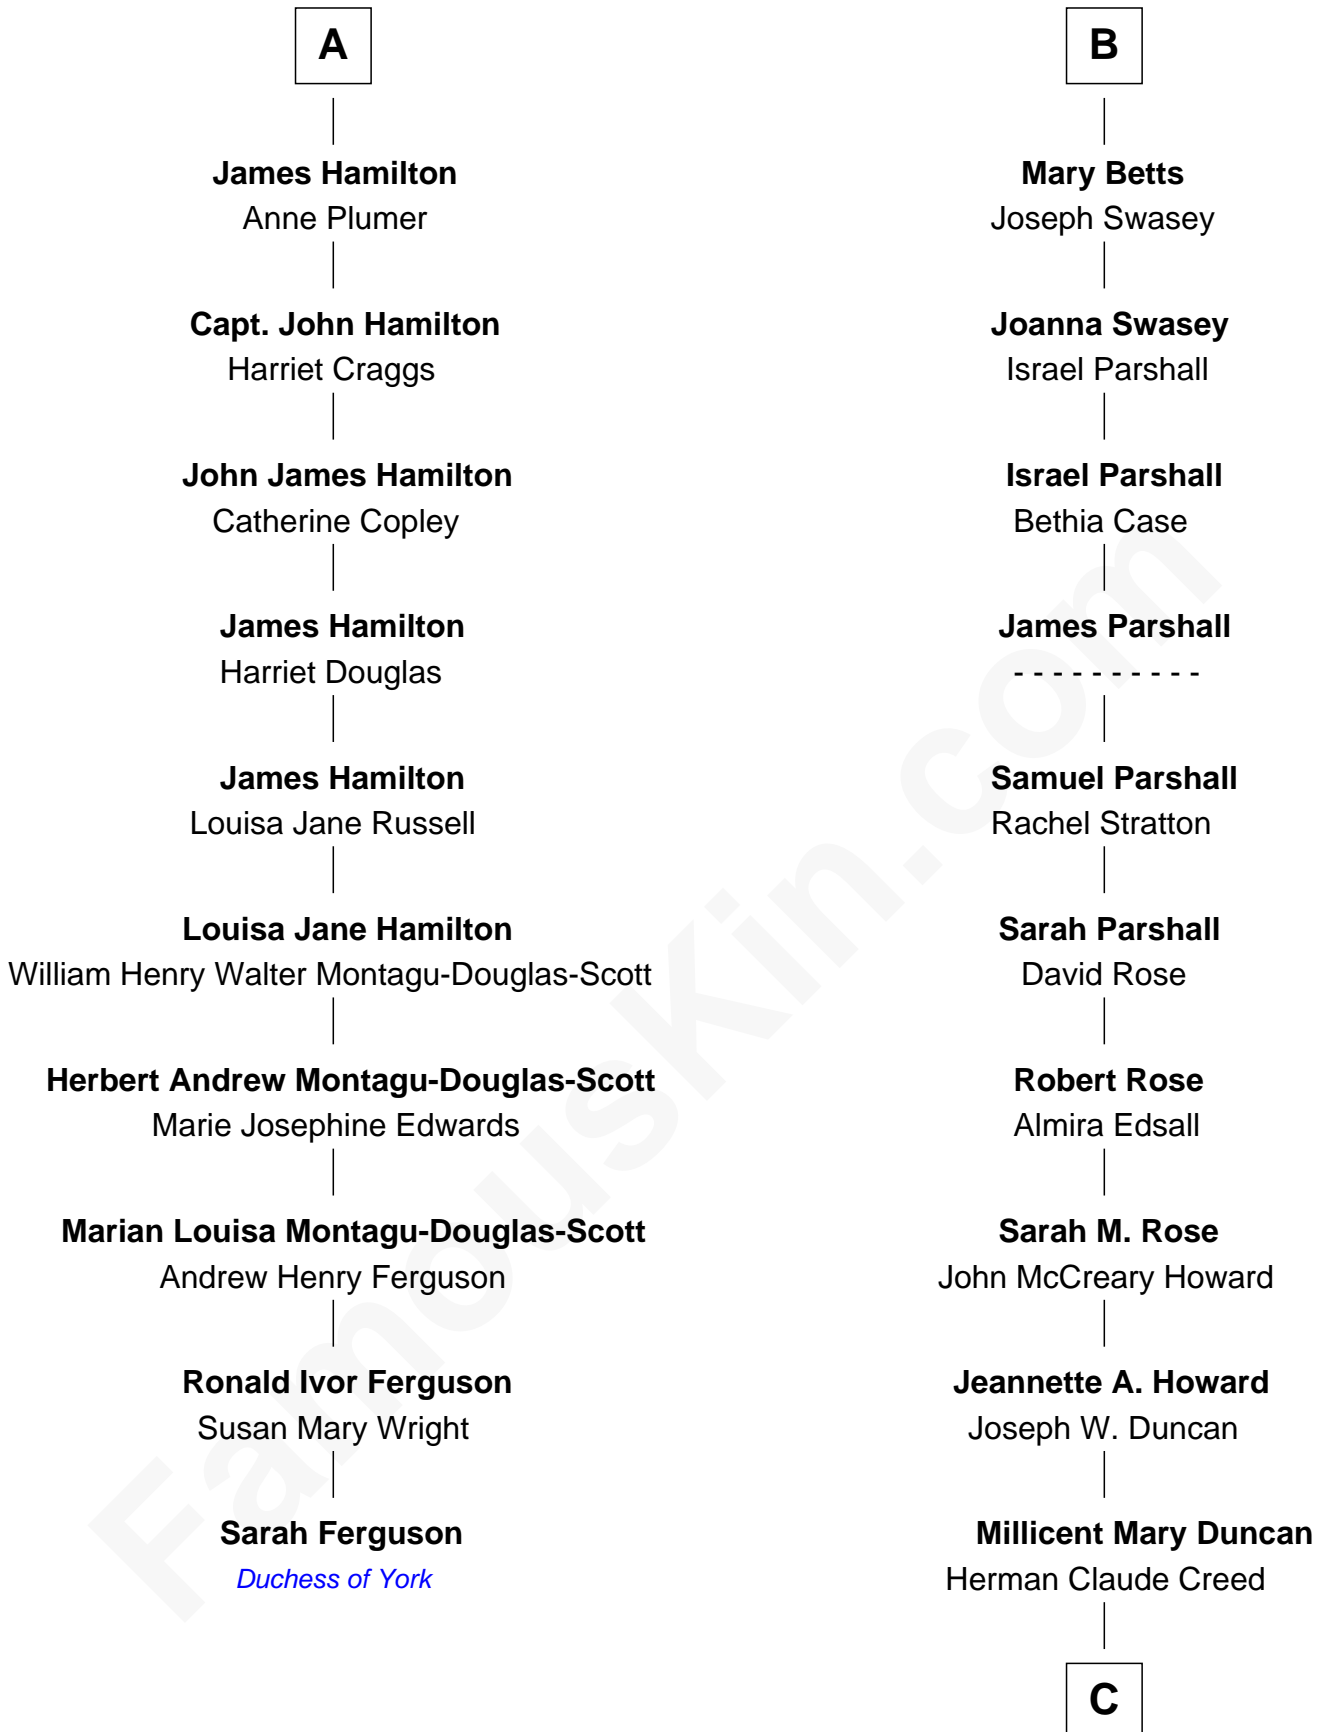 A
James Hamilton
Anne Plumer
Capt. John Hamilton
Harriet Craggs
John James Hamilton
Catherine Copley
James Hamilton
Harriet Douglas
James Hamilton
Louisa Jane Russell
Louisa Jane Hamilton
William Henry Walter Montagu-Douglas-Scott
Herbert Andrew Montagu-Douglas-Scott
Marie Josephine Edwards
Marian Louisa Montagu-Douglas-Scott
Andrew Henry Ferguson
Ronald Ivor Ferguson
Susan Mary Wright
Sarah Ferguson
Duchess of York
B
Mary Betts
Joseph Swasey
Joanna Swasey
Israel Parshall
Israel Parshall
Bethia Case
James Parshall
- - - - - - - - - -
Samuel Parshall
Rachel Stratton
Sarah Parshall
David Rose
Robert Rose
Almira Edsall
Sarah M. Rose
John McCreary Howard
Jeannette A. Howard
Joseph W. Duncan
Millicent Mary Duncan
Herman Claude Creed
C
FamousKin.com